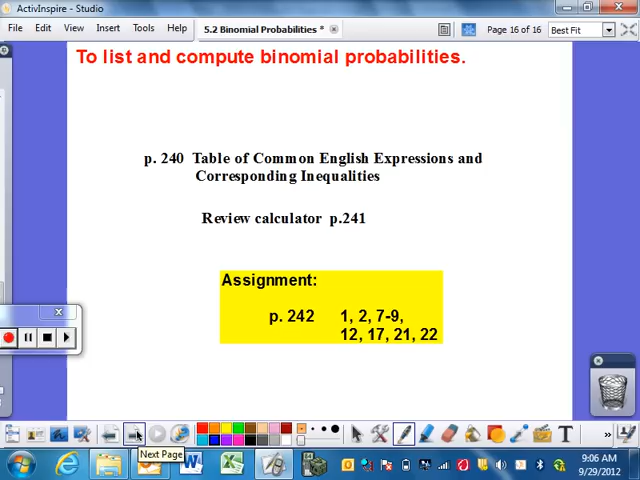 ActivInspire - Studio
File Edit View Insert Tools Help 5.2 Binomial Probabilities * Page 16 of 16 Best Fit
To list and compute binomial probabilities.
p. 240 Table of Common English Expressions and
Corresponding Inequalities
Review calculator p.241
Assignment:
p. 242 1, 2, 7-9,
12, 17, 21, 22
Next Page
9:06 AM
9/29/2012